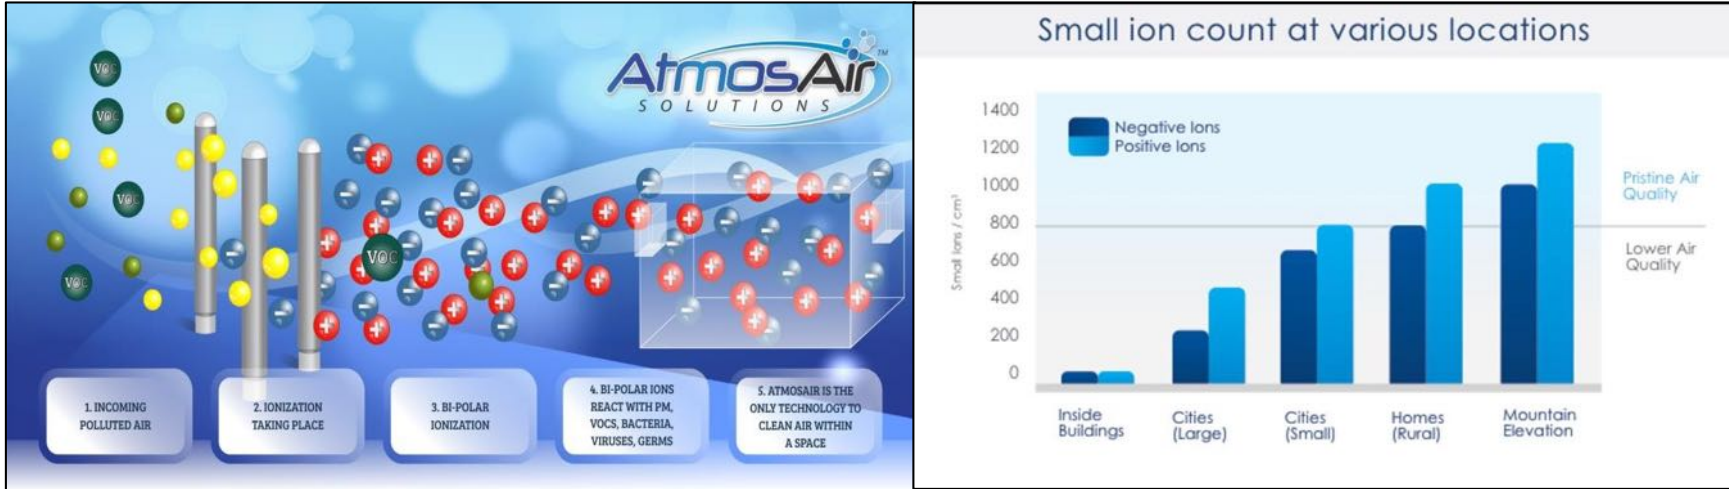 VOC
VOC
VOC
VOC
VOC
AtmosAir™
SOLUTIONS
1. INCOMING
POLLUTED AIR
2. IONIZATION
TAKING PLACE
3. BI-POLAR
IONIZATION
4. BI-POLAR IONS
REACT WITH PM,
VOCS, BACTERIA,
VIRUSES, GERMS
5. ATMOSAIR IS THE
ONLY TECHNOLOGY TO
CLEAN AIR WITHIN
A SPACE
Small ion count at various locations
Small Ions / cm³
1400
1200
1000
800
600
400
200
0
Negative Ions
Positive Ions
Pristine Air
Quality
Lower Air
Quality
Inside
Buildings
Cities
(Large)
Cities
(Small)
Homes
(Rural)
Mountain
Elevation